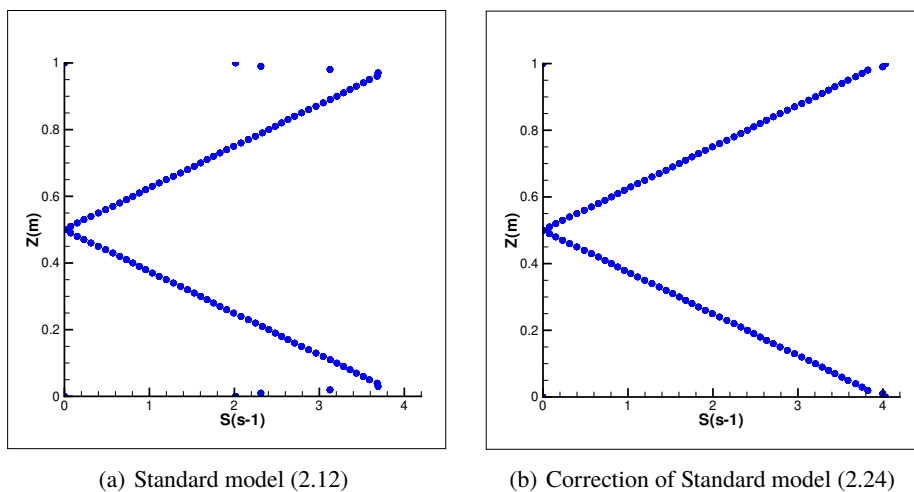 1
0.8
0.6
Z(m)
0.4
0.2
0
0 1 2 3 4
S(s-1)
1
0.8
0.6
Z(m)
0.4
0.2
0
0 1 2 3 4
S(s-1)
(a) Standard model (2.12)
(b) Correction of Standard model (2.24)